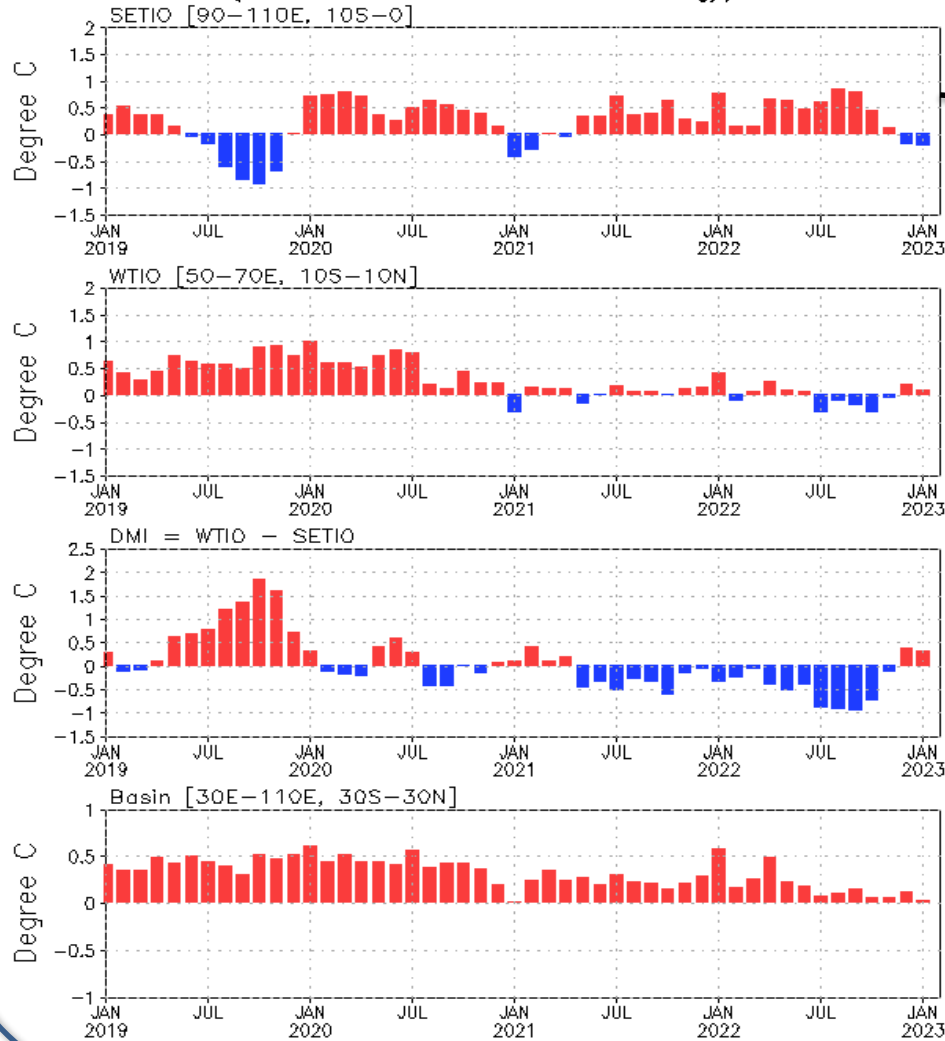 SETIO [90-110E, 10S-0]
Degree C
2
1.5
1
0.5
0
-0.5
-1
-1.5
JAN JUL JAN JUL JAN JUL JAN JUL JAN
2019 2020 2021 2022 2023
WTIO [50-70E, 10S-10N]
Degree C
2
1.5
1
0.5
0
-0.5
-1
-1.5
JAN JUL JAN JUL JAN JUL JAN JUL JAN
2019 2020 2021 2022 2023
DMI = WTIO - SETIO
Degree C
2.5
2
1.5
1
0.5
0
-0.5
-1
-1.5
JAN JUL JAN JUL JAN JUL JAN JUL JAN
2019 2020 2021 2022 2023
Basin [30E-110E, 30S-30N]
Degree C
1
0.5
0
-0.5
-1
JAN JUL JAN JUL JAN JUL JAN JUL JAN
2019 2020 2021 2022 2023